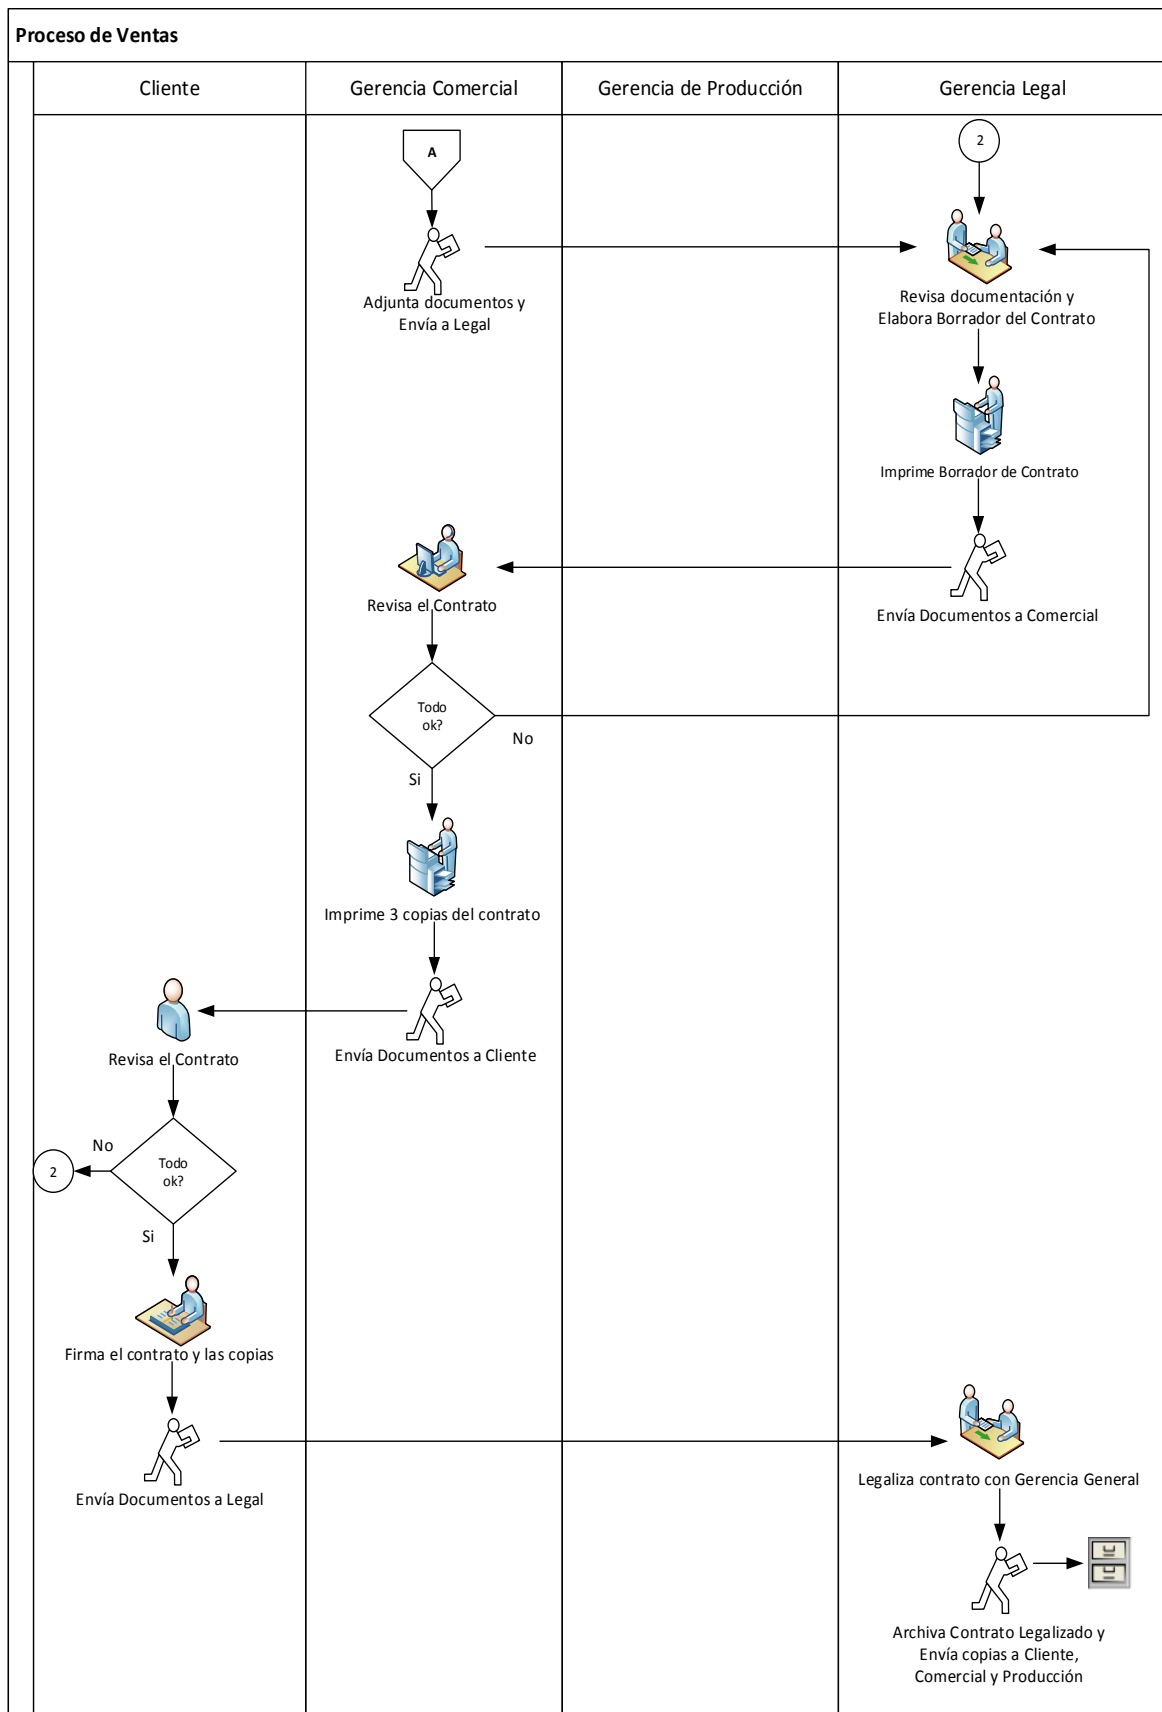 Proceso de Ventas
Cliente
Gerencia Comercial
Gerencia de Producción
Gerencia Legal
A
2
Adjunta documentos y
Envía a Legal
Revisa documentación y
Elabora Borrador del Contrato
Imprime Borrador de Contrato
Revisa el Contrato
Envía Documentos a Comercial
Todo
ok?
No
Si
Imprime 3 copias del contrato
Envía Documentos a Cliente
Revisa el Contrato
No
2
Todo
ok?
Si
Firma el contrato y las copias
Envía Documentos a Legal
Legaliza contrato con Gerencia General
Archiva Contrato Legalizado y
Envía copias a Cliente,
Comercial y Producción